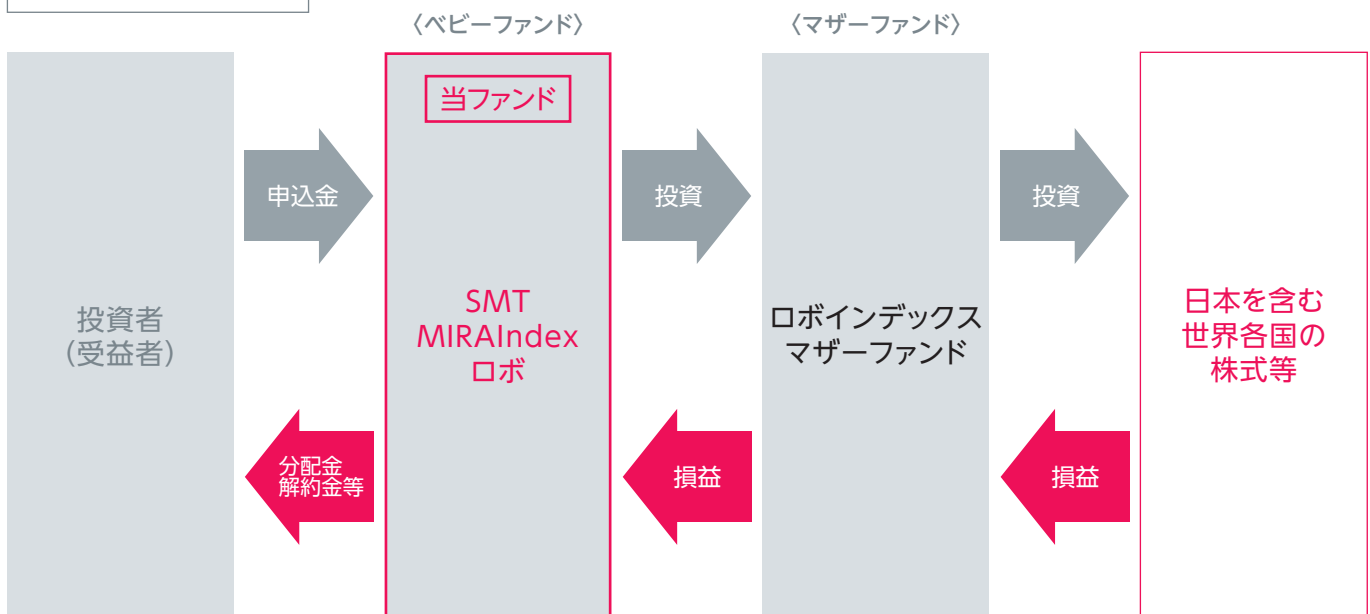 〈ベビーファンド〉
〈マザーファンド〉
当ファンド
申込金
投資
投資
投資者
(受益者)
SMT
MIRAIndex
ロボ
ロボインデックス
マザーファンド
日本を含む
世界各国の
株式等
分配金
解約金等
損益
損益